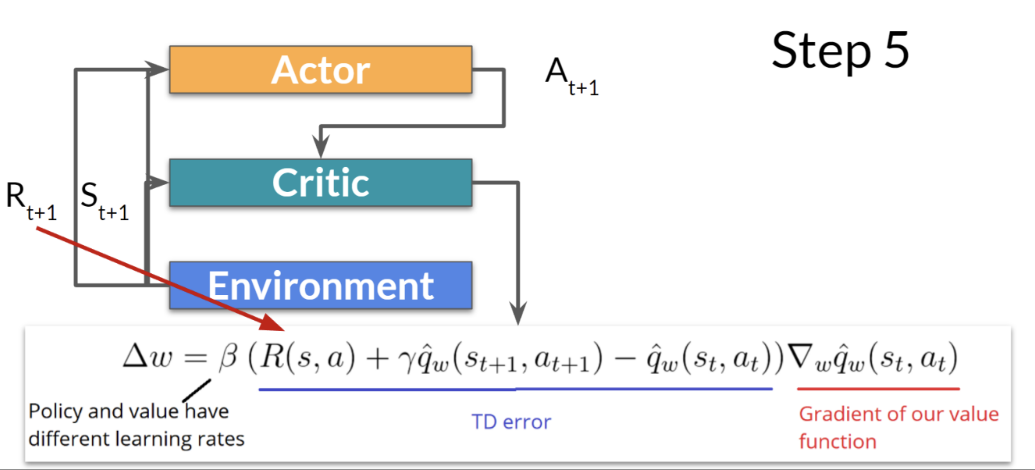 Step 5
Actor
A_{t+1}
Critic
R_{t+1} S_{t+1}
Environment
Δw = β (R(s, a) + γq̂_w(s_{t+1}, a_{t+1}) − q̂_w(s_t, a_t))∇_w q̂_w(s_t, a_t)
Policy and value have
different learning rates
TD error
Gradient of our value
function